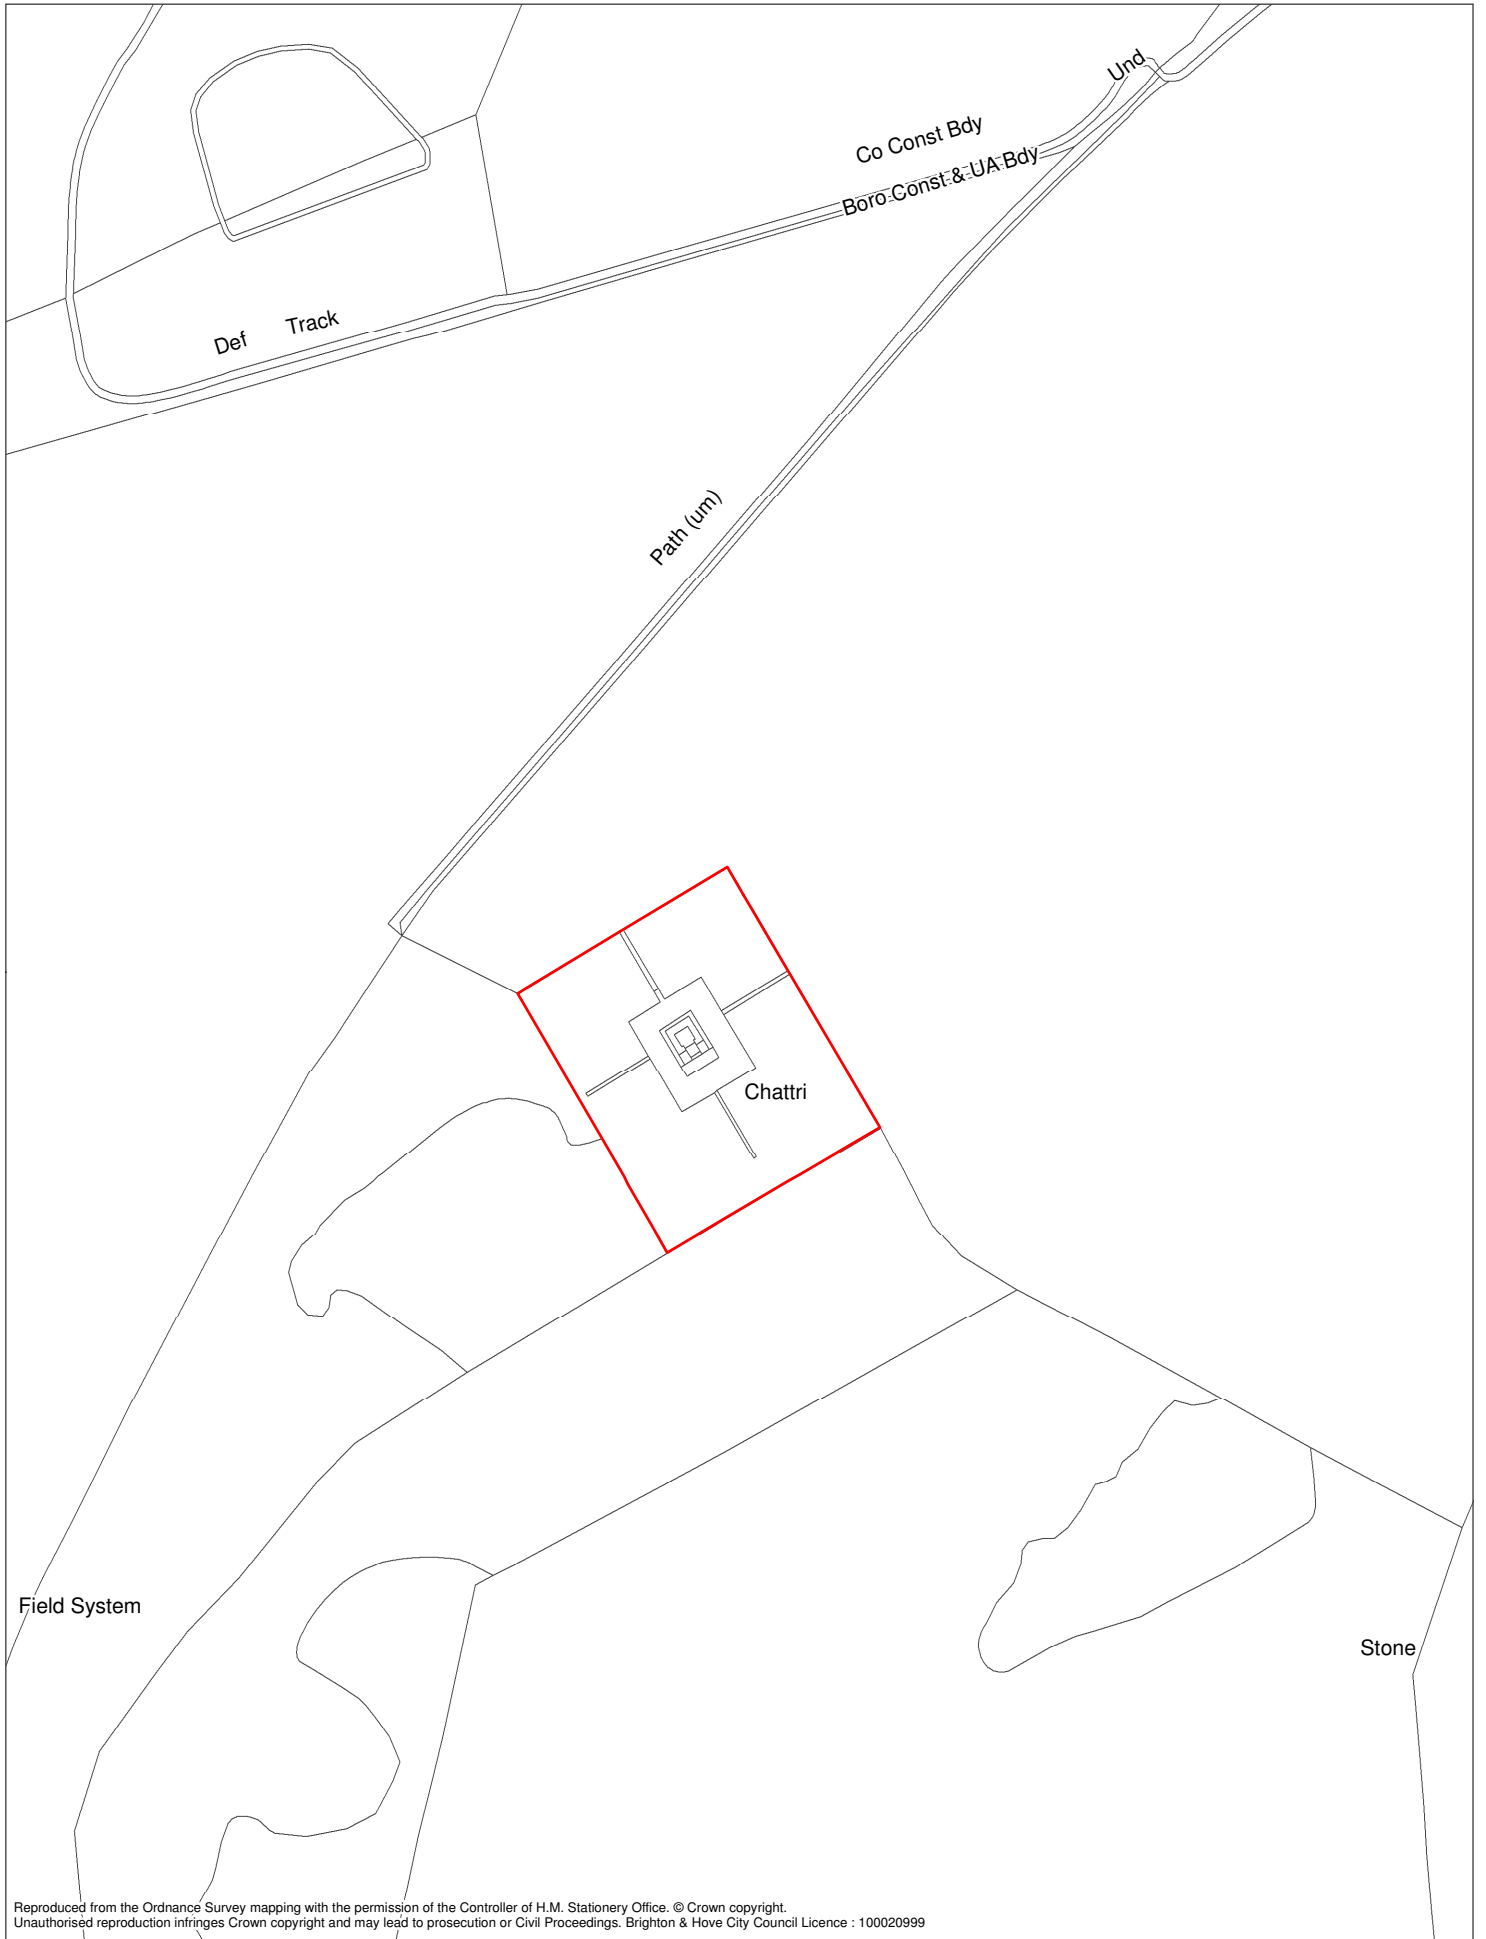 Und
Co Const Bdy
Boro Const & UA Bdy
Def Track
Path (um)
Chattri
Field System
Stone
Reproduced from the Ordnance Survey mapping with the permission of the Controller of H.M. Stationery Office. © Crown copyright.
Unauthorised reproduction infringes Crown copyright and may lead to prosecution or Civil Proceedings. Brighton & Hove City Council Licence : 100020999